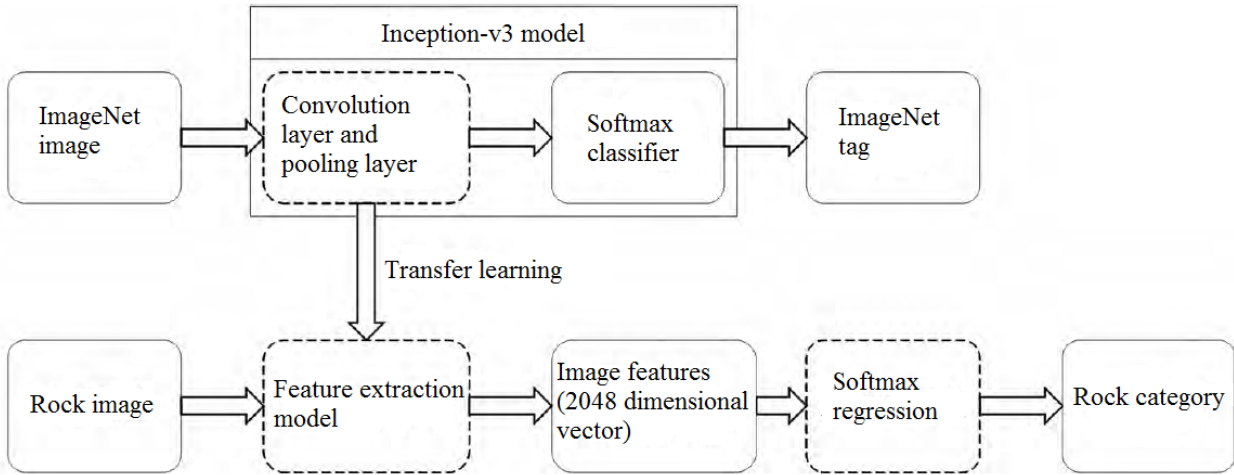 Inception-v3 model
ImageNet
image
Convolution
layer and
pooling layer
Softmax
classifier
ImageNet
tag
Transfer learning
Rock image
Feature extraction
model
Image features
(2048 dimensional
vector)
Softmax
regression
Rock category